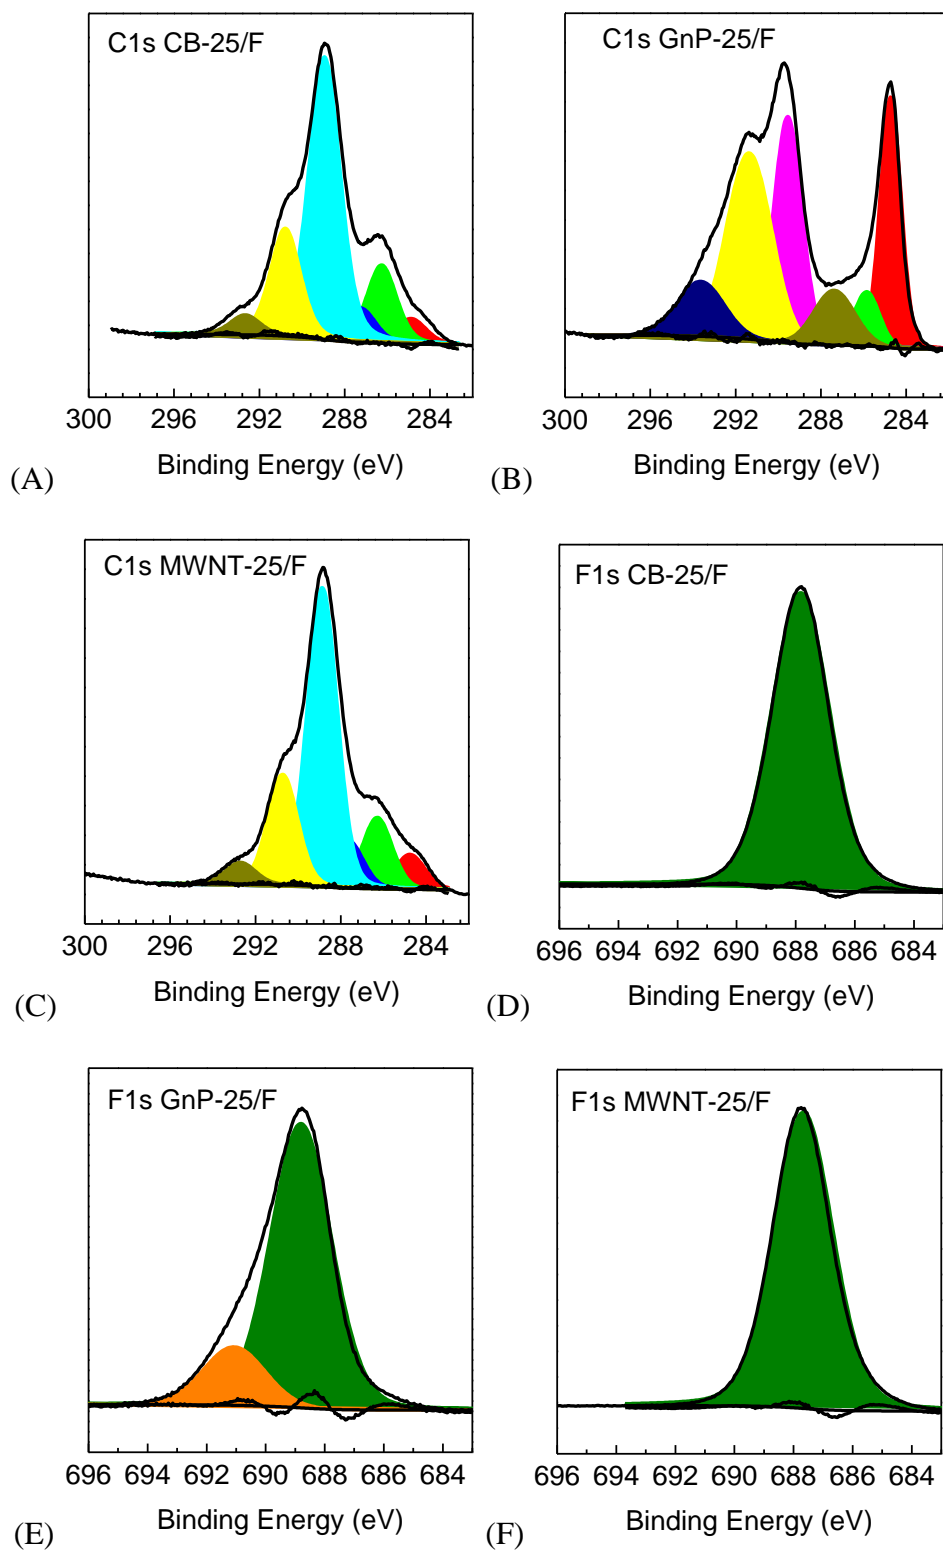 C1s CB-25/F
300 296 292 288 284
Binding Energy (eV)
(A)
C1s GnP-25/F
300 296 292 288 284
Binding Energy (eV)
(B)
C1s MWNT-25/F
300 296 292 288 284
Binding Energy (eV)
(C)
F1s CB-25/F
696 694 692 690 688 686 684
Binding Energy (eV)
(D)
F1s GnP-25/F
696 694 692 690 688 686 684
Binding Energy (eV)
(E)
F1s MWNT-25/F
696 694 692 690 688 686 684
Binding Energy (eV)
(F)